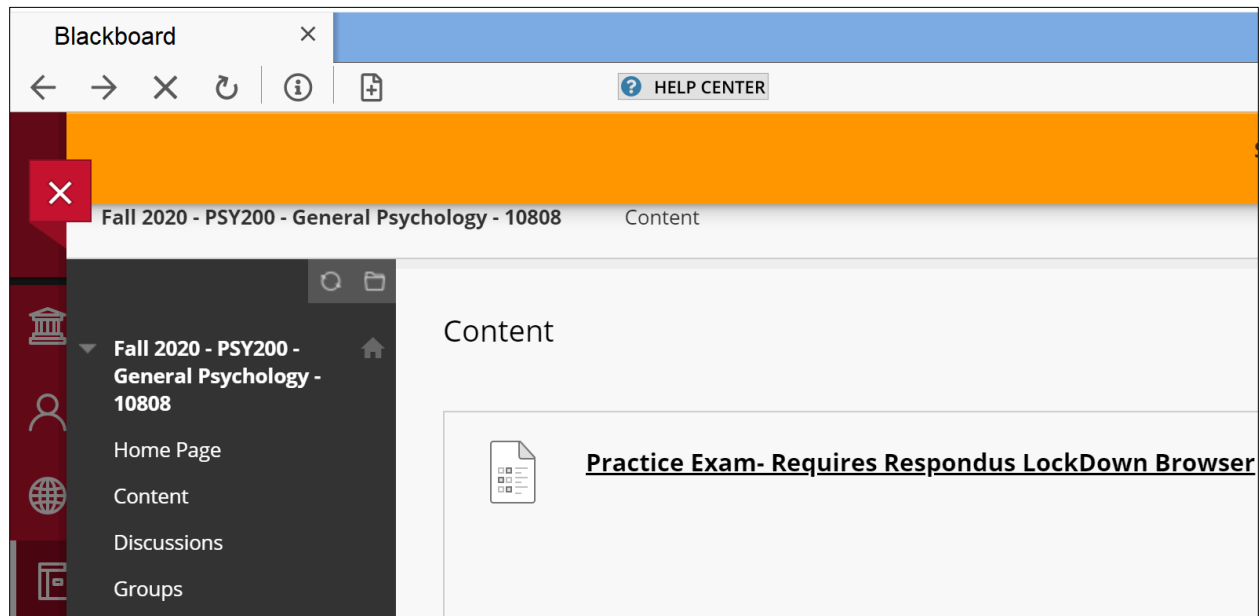 Blackboard
HELP CENTER
Fall 2020 - PSY200 - General Psychology - 10808
Content
Fall 2020 - PSY200 -
General Psychology -
10808
Home Page
Content
Discussions
Groups
Content
Practice Exam- Requires Respondus LockDown Browser